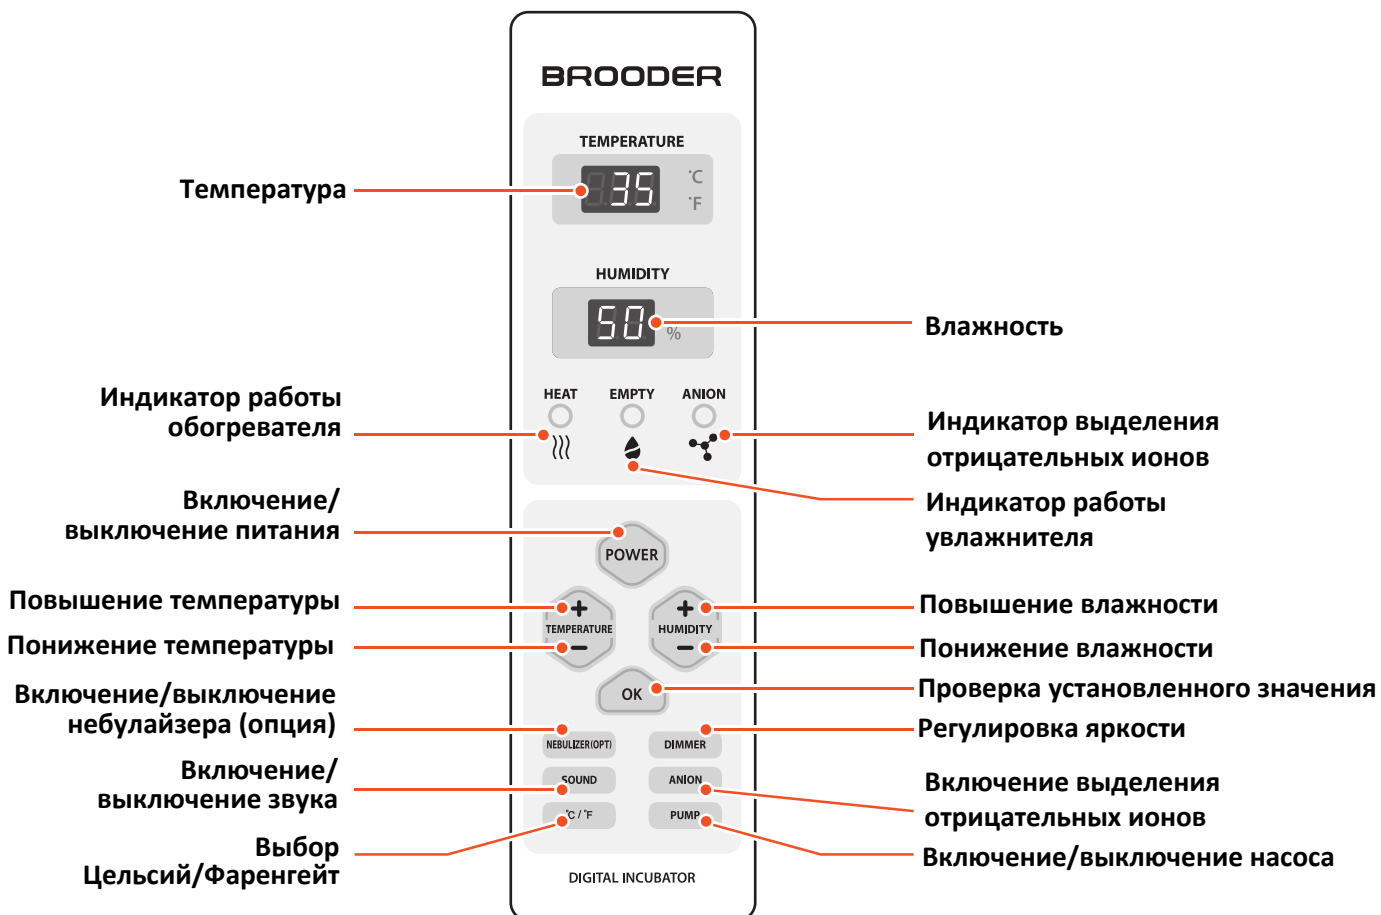 BROODER
TEMPERATURE
Температура
35
°C
°F
HUMIDITY
50
%
Влажность
HEAT
EMPTY
ANION
Индикатор работы
обогревателя
Индикатор выделения
отрицательных ионов
Индикатор работы
увлажнителя
Включение/
выключение питания
POWER
Повышение температуры
+
TEMPERATURE
−
Понижение температуры
+
HUMIDITY
−
Повышение влажности
Понижение влажности
OK
Проверка установленного значения
Включение/выключение
небулайзера (опция)
NEBULIZER(OPT)
DIMMER
Регулировка яркости
Включение/
выключение звука
SOUND
ANION
Включение выделения
отрицательных ионов
°C / °F
PUMP
Включение/выключение насоса
Выбор
Цельсий/Фаренгейт
DIGITAL INCUBATOR